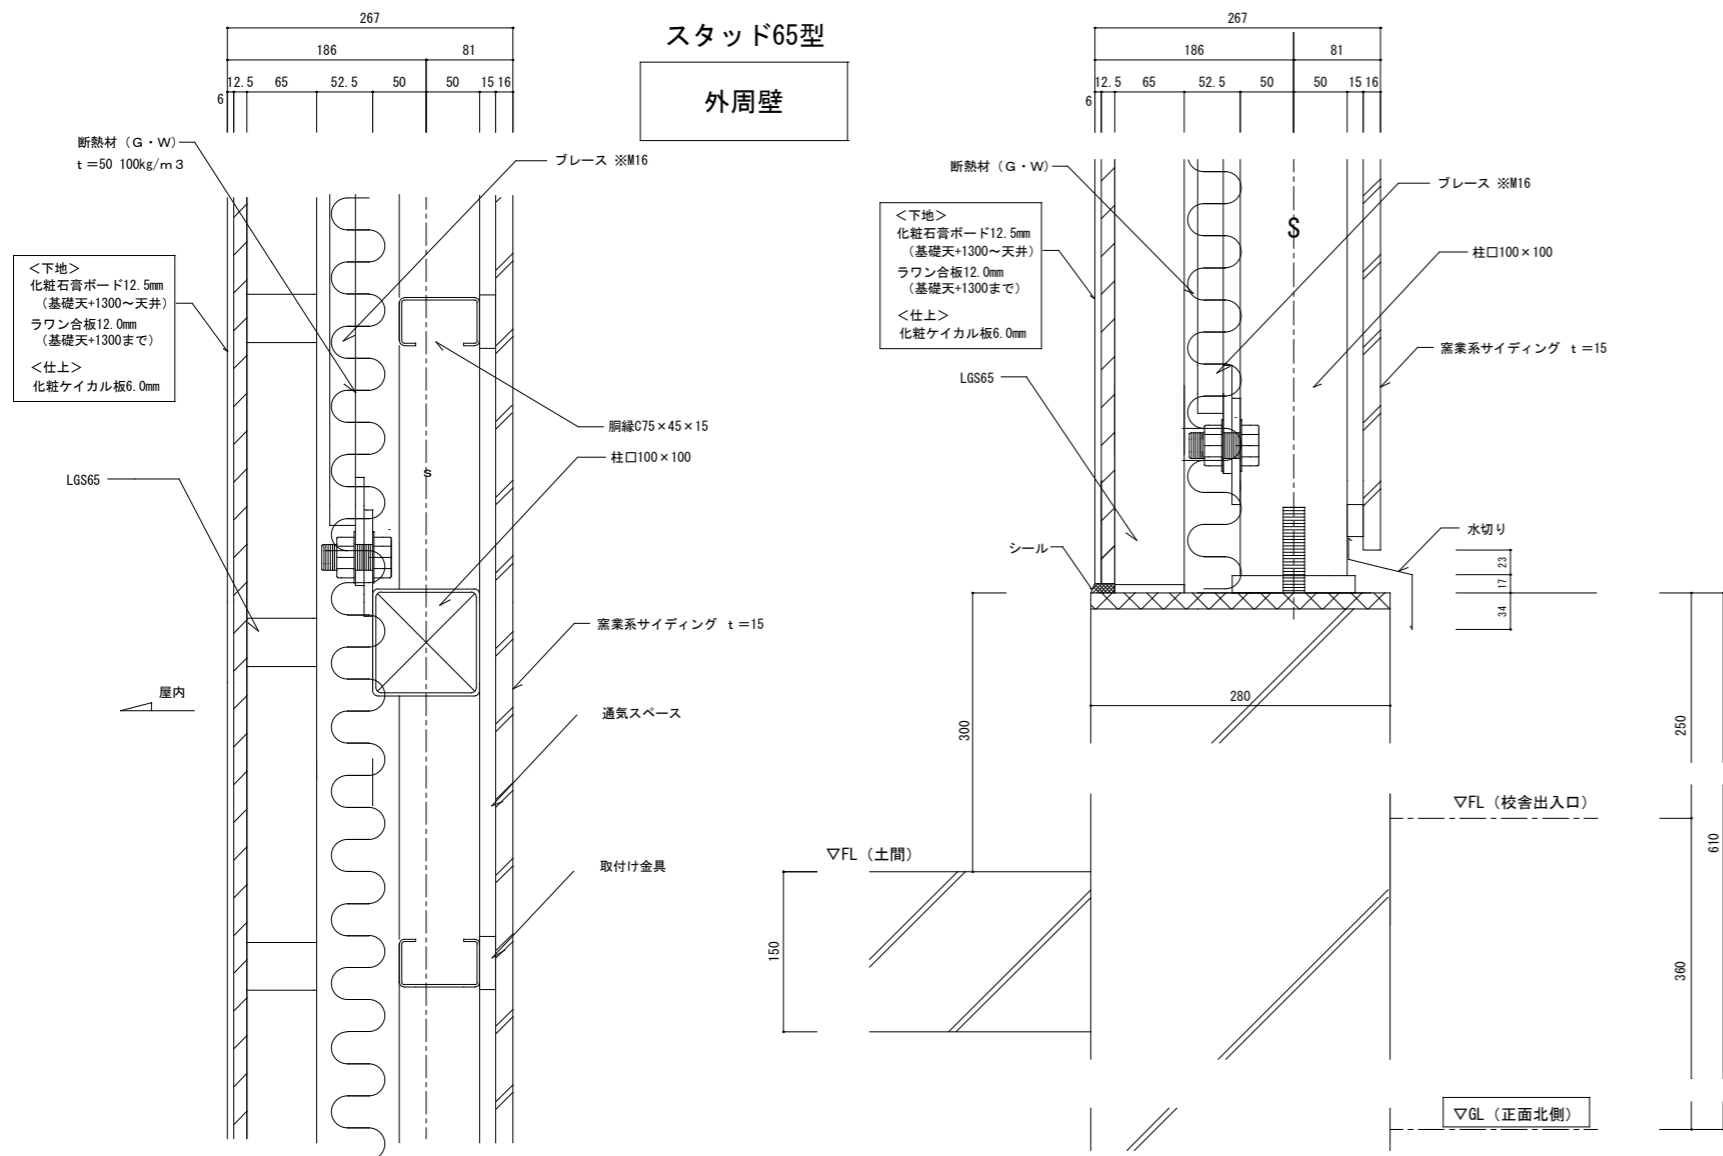 スタッド65型
外周壁
267
186
81
6
12.5
65
52.5
50
50
15
16
断熱材（G・W）
t=50 100kg/m3
ブレース ※M16
＜下地＞
化粧石膏ボード12.5mm
（基礎天+1300～天井）
ラワン合板12.0mm
（基礎天+1300まで）
＜仕上＞
化粧ケイカル板6.0mm
胴縁C75×45×15
柱口100×100
s
LGS65
窯業系サイディング t=15
屋内
通気スペース
取付け金具
267
186
81
6
12.5
65
52.5
50
50
15
16
断熱材（G・W）
ブレース ※M16
＜下地＞
化粧石膏ボード12.5mm
（基礎天+1300～天井）
ラワン合板12.0mm
（基礎天+1300まで）
＜仕上＞
化粧ケイカル板6.0mm
S
柱口100×100
窯業系サイディング t=15
LGS65
シール
水切り
23
17
34
280
300
250
▽FL（校舎出入口）
610
▽FL（土間）
150
360
▽GL（正面北側）